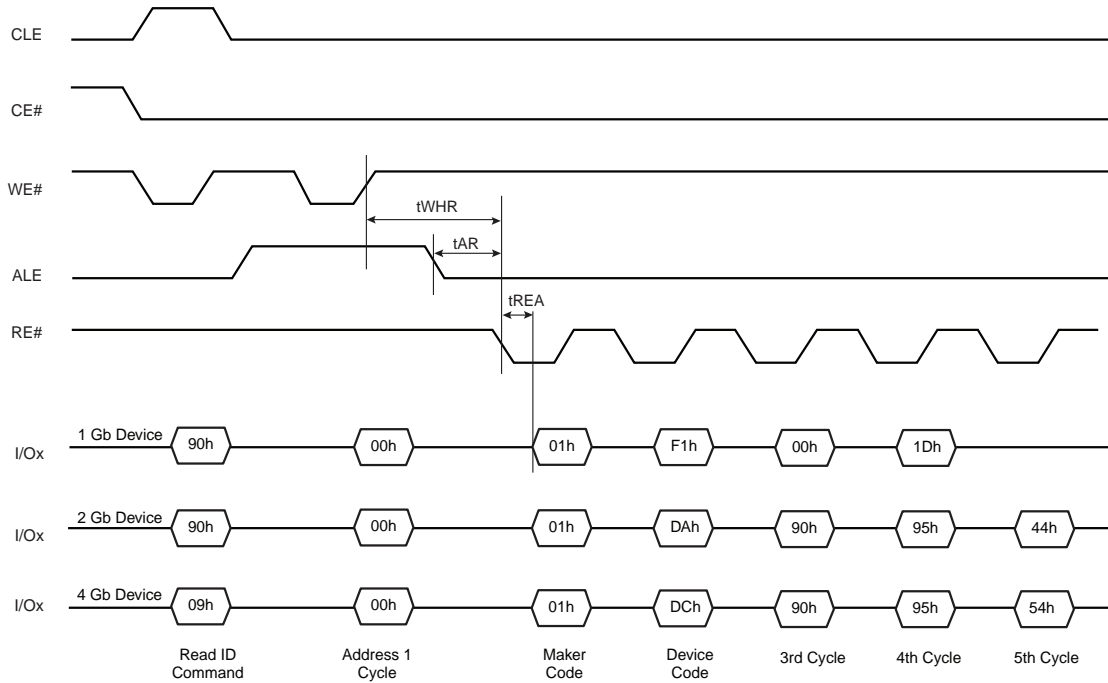 CLE
CE#
WE#
tWHR
tAR
ALE
tREA
RE#
I/Ox 1 Gb Device 90h 00h 01h F1h 00h 1Dh
I/Ox 2 Gb Device 90h 00h 01h DAh 90h 95h 44h
I/Ox 4 Gb Device 09h 00h 01h DCh 90h 95h 54h
Read ID Address 1 Maker Device 3rd Cycle 4th Cycle 5th Cycle
Command Cycle Code Code